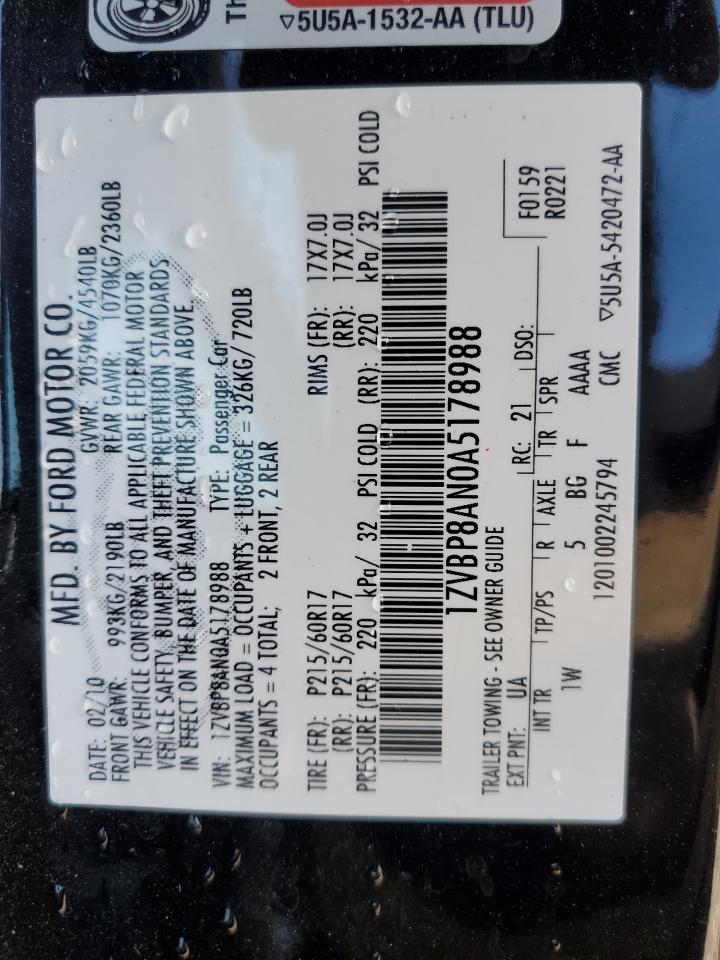 Th
▽5U5A-1532-AA (TLU)
MFD. BY FORD MOTOR CO.
DATE: 02/10 GVWR: 2059KG/4540LB
FRONT GAWR: 993KG/2190LB REAR GAWR: 1070KG/2360LB
THIS VEHICLE CONFORMS TO ALL APPLICABLE FEDERAL MOTOR
VEHICLE SAFETY, BUMPER, AND THEFT PREVENTION STANDARDS
IN EFFECT ON THE DATE OF MANUFACTURE SHOWN ABOVE.
VIN: 1ZVBP8AN0A5178988 TYPE: Passenger Car
MAXIMUM LOAD = OCCUPANTS + LUGGAGE = 326KG/ 720LB
OCCUPANTS = 4 TOTAL; 2 FRONT, 2 REAR
TIRE (FR): P215/60R17 RIMS (FR): 17X7.0J
(RR): P215/60R17 (RR): 17X7.0J
PRESSURE (FR): 220 kPa/ 32 PSI COLD (RR): 220 kPa/ 32 PSI COLD
1ZVBP8AN0A5178988
TRAILER TOWING - SEE OWNER GUIDE F0159
EXT PNT: UA RC: 21 DSO: R0221
INT TR TP/PS R AXLE TR SPR
1W 5 BG F AAAA
1201002245794 CMC ▽5U5A-5420472-AA